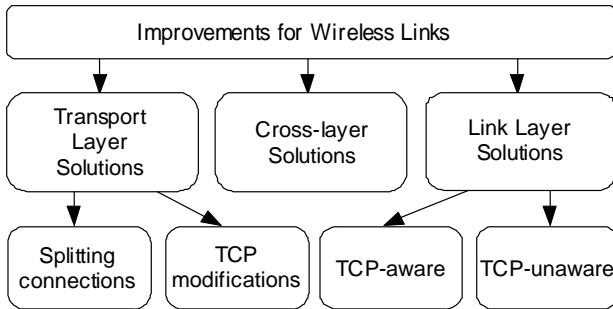 Improvements for Wireless Links
Transport
Layer
Solutions
Cross-layer
Solutions
Link Layer
Solutions
Splitting
connections
TCP
modifications
TCP-aware
TCP-unaware